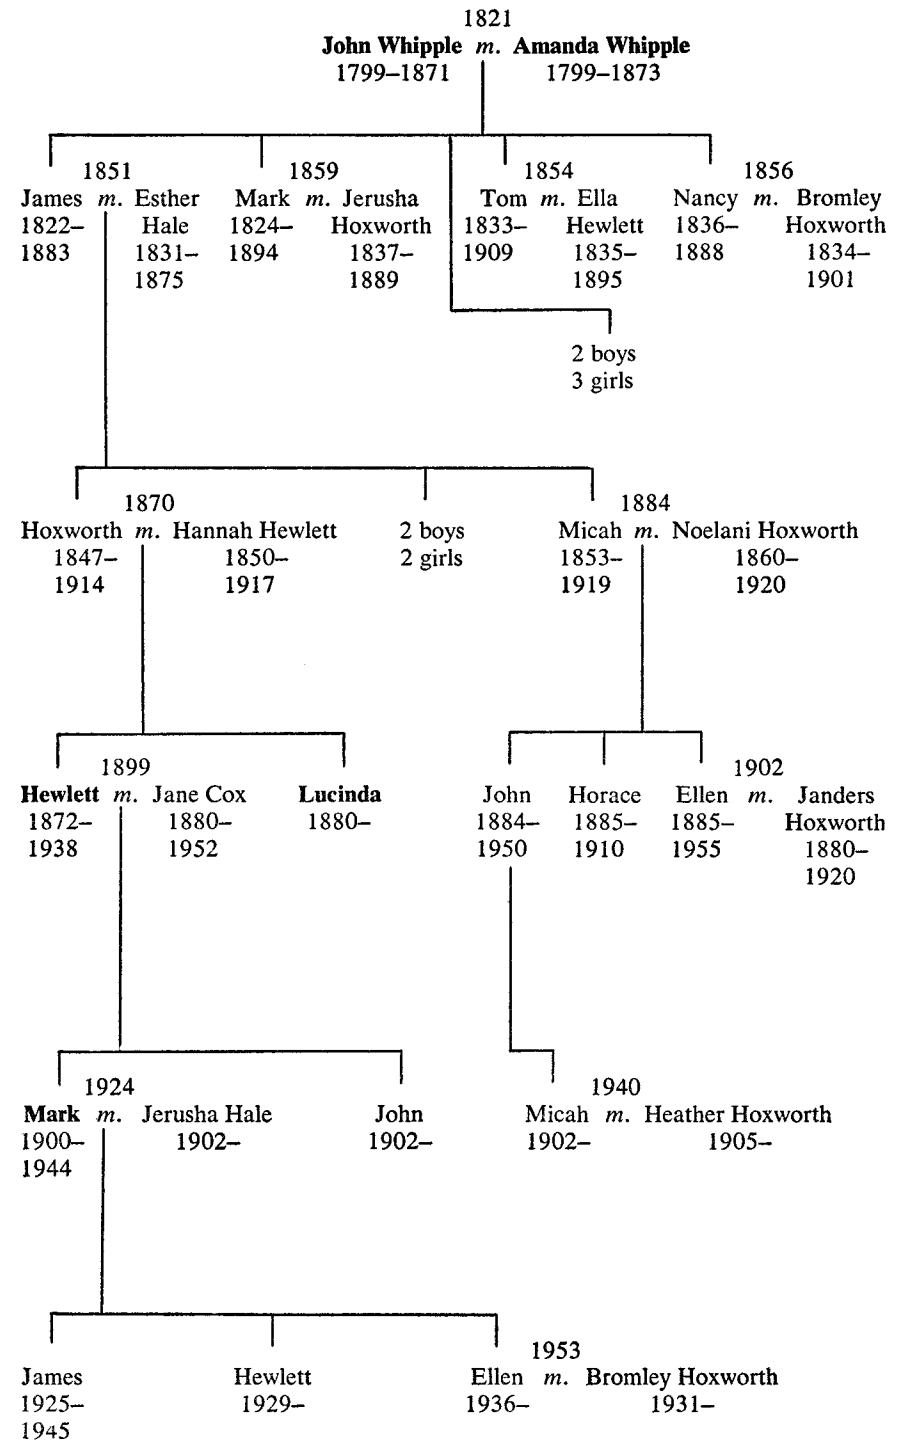 1821
John Whipple m. Amanda Whipple
1799–1871 1799–1873
1851 1859 1854 1856
James m. Esther Mark m. Jerusha Tom m. Ella Nancy m. Bromley
1822– Hale 1824– Hoxworth 1833– Hewlett 1836– Hoxworth
1883 1831– 1894 1837– 1909 1835– 1888 1834–
1875 1889 1895 1901
2 boys
3 girls
1870 1884
Hoxworth m. Hannah Hewlett 2 boys Micah m. Noelani Hoxworth
1847– 1850– 2 girls 1853– 1860–
1914 1917 1919 1920
1899 1902
Hewlett m. Jane Cox Lucinda John Horace Ellen m. Janders
1872– 1880– 1880– 1884– 1885– 1885– Hoxworth
1938 1952 1950 1910 1955 1880–
1920
1924 1940
Mark m. Jerusha Hale John Micah m. Heather Hoxworth
1900– 1902– 1902– 1902– 1905–
1944
1953
James Hewlett Ellen m. Bromley Hoxworth
1925– 1929– 1936– 1931–
1945